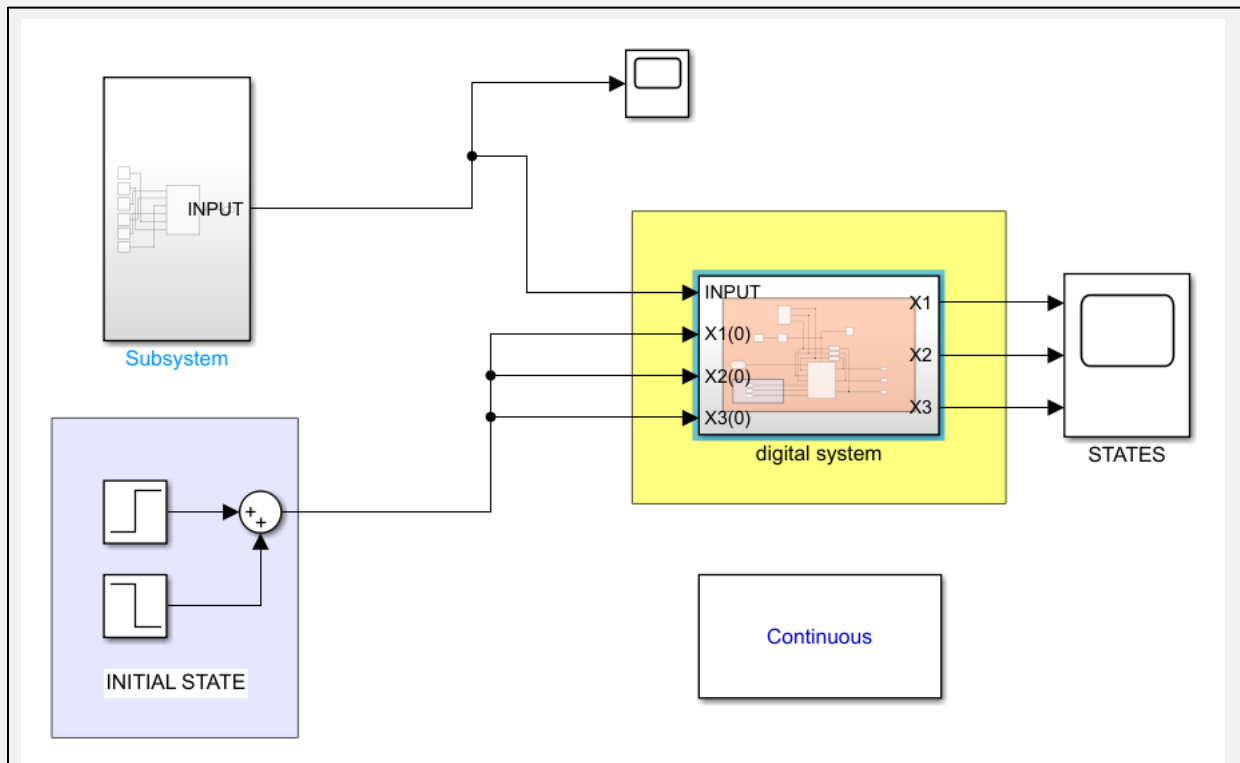 INPUT
Subsystem
INPUT
X1(0)
X2(0)
X3(0)
X1
X2
X3
digital system
STATES
+
+
INITIAL STATE
Continuous